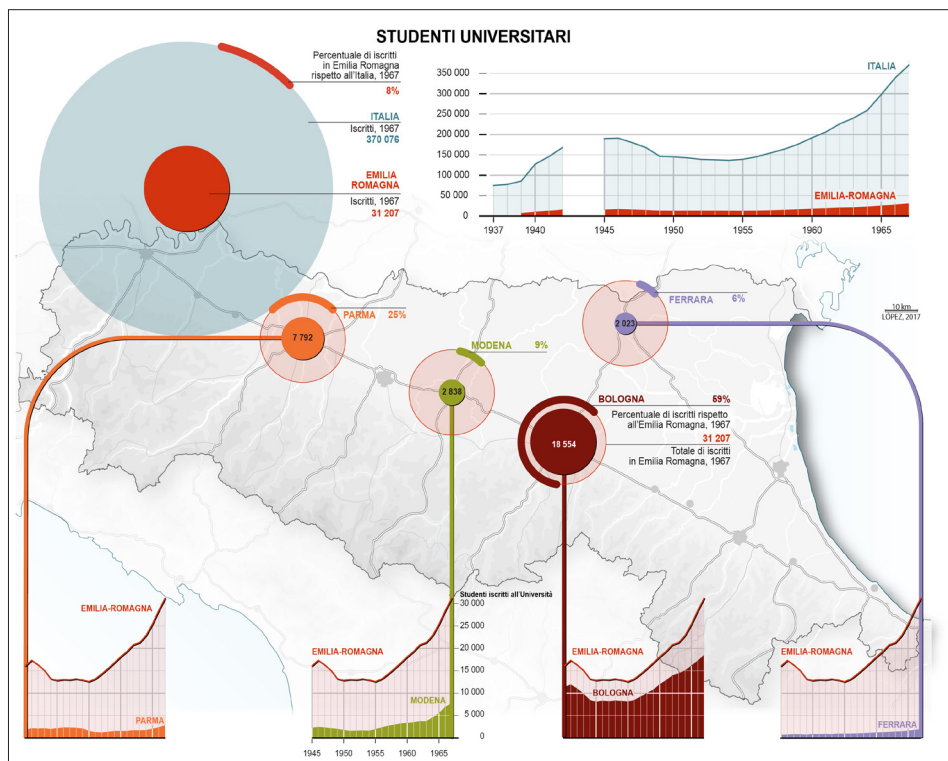 STUDENTI UNIVERSITARI
Percentuale di iscritti
in Emilia Romagna
rispetto all'Italia, 1967
8%
ITALIA
Iscritti, 1967
370 076
EMILIA
ROMAGNA
Iscritti, 1967
31 207
350 000
300 000
250 000
200 000
150 000
100 000
50 000
0
ITALIA
EMILIA-ROMAGNA
1937
1940
1945
1950
1955
1960
1965
PARMA 25%
7 792
MODENA 9%
2 838
FERRARA 6%
2 023
10 km
LÓPEZ, 2017
BOLOGNA 59%
Percentuale di iscritti rispetto
all'Emilia Romagna, 1967
18 554
31 207
Totale di iscritti
in Emilia Romagna, 1967
Studenti iscritti all'Università
30 000
25 000
20 000
15 000
10 000
5 000
0
EMILIA-ROMAGNA
PARMA
EMILIA-ROMAGNA
MODENA
1945
1950
1955
1960
1965
EMILIA-ROMAGNA
BOLOGNA
EMILIA-ROMAGNA
FERRARA